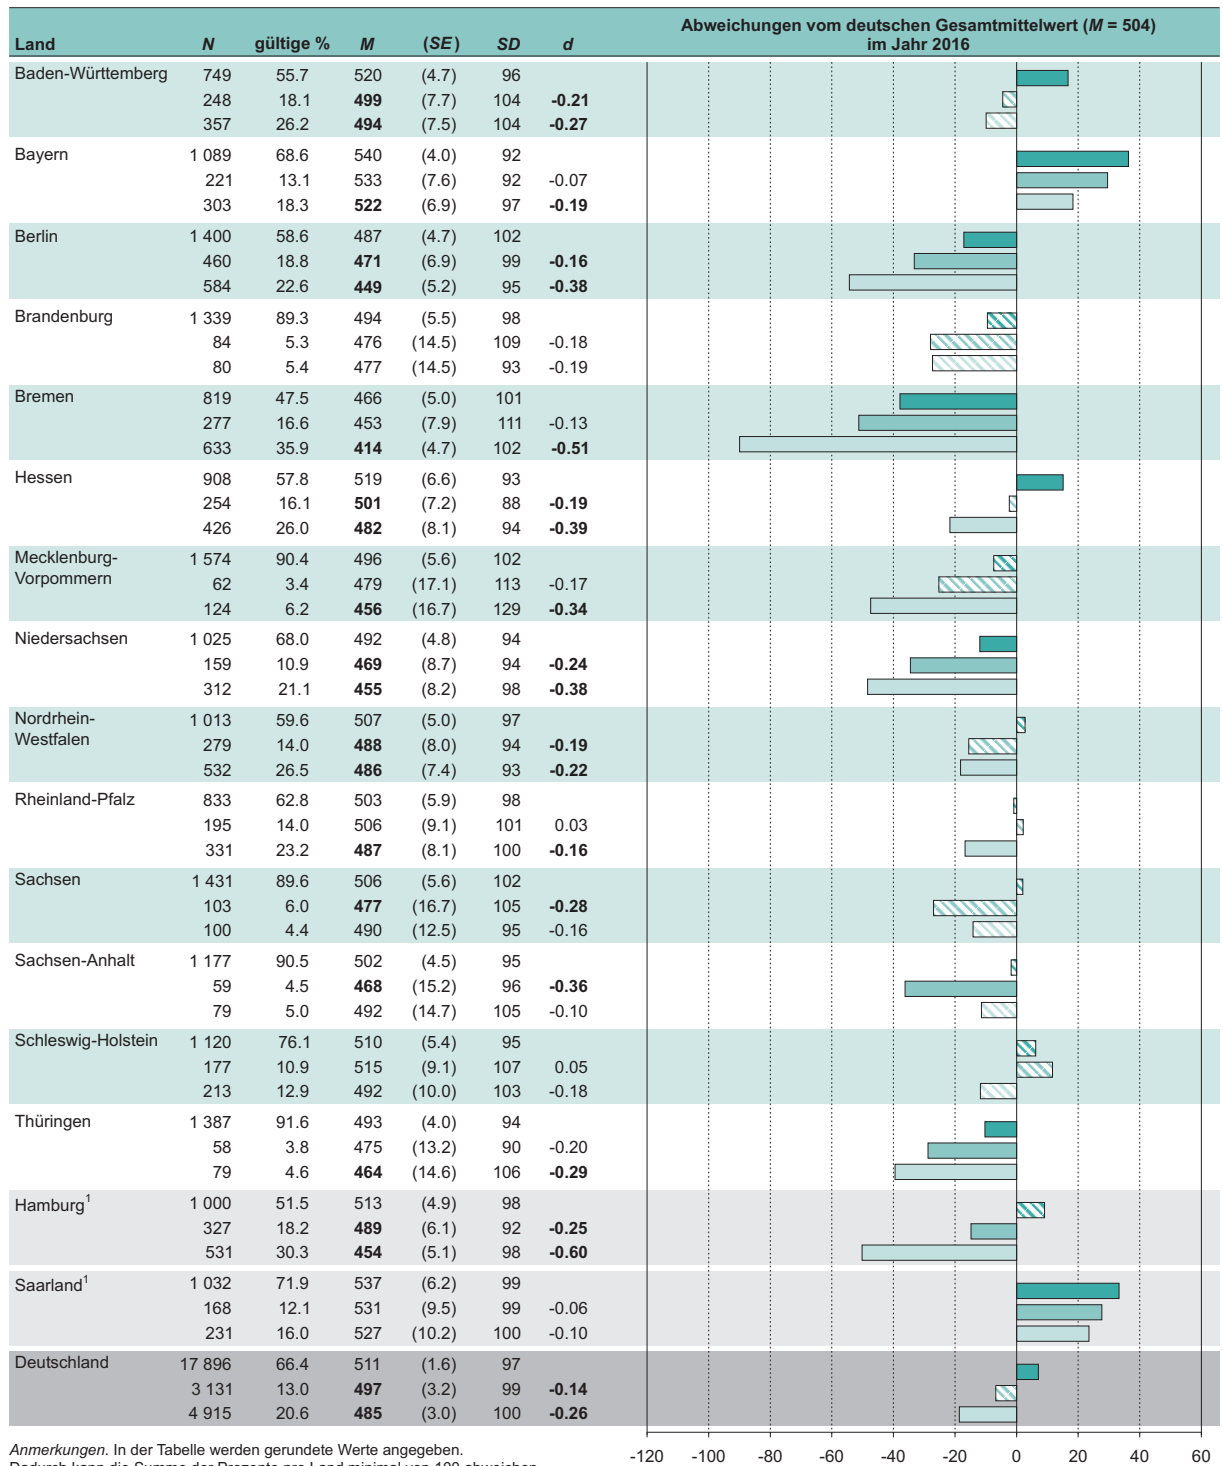 Abweichungen vom deutschen Gesamtmittelwert (M = 504)
Land N gültige % M (SE) SD d im Jahr 2016
Baden-Württemberg 749 55.7 520 (4.7) 96
248 18.1 499 (7.7) 104 -0.21
357 26.2 494 (7.5) 104 -0.27
Bayern 1 089 68.6 540 (4.0) 92
221 13.1 533 (7.6) 92 -0.07
303 18.3 522 (6.9) 97 -0.19
Berlin 1 400 58.6 487 (4.7) 102
460 18.8 471 (6.9) 99 -0.16
584 22.6 449 (5.2) 95 -0.38
Brandenburg 1 339 89.3 494 (5.5) 98
84 5.3 476 (14.5) 109 -0.18
80 5.4 477 (14.5) 93 -0.19
Bremen 819 47.5 466 (5.0) 101
277 16.6 453 (7.9) 111 -0.13
633 35.9 414 (4.7) 102 -0.51
Hessen 908 57.8 519 (6.6) 93
254 16.1 501 (7.2) 88 -0.19
426 26.0 482 (8.1) 94 -0.39
Mecklenburg- 1 574 90.4 496 (5.6) 102
Vorpommern 62 3.4 479 (17.1) 113 -0.17
124 6.2 456 (16.7) 129 -0.34
Niedersachsen 1 025 68.0 492 (4.8) 94
159 10.9 469 (8.7) 94 -0.24
312 21.1 455 (8.2) 98 -0.38
Nordrhein- 1 013 59.6 507 (5.0) 97
Westfalen 279 14.0 488 (8.0) 94 -0.19
532 26.5 486 (7.4) 93 -0.22
Rheinland-Pfalz 833 62.8 503 (5.9) 98
195 14.0 506 (9.1) 101 0.03
331 23.2 487 (8.1) 100 -0.16
Sachsen 1 431 89.6 506 (5.6) 102
103 6.0 477 (16.7) 105 -0.28
100 4.4 490 (12.5) 95 -0.16
Sachsen-Anhalt 1 177 90.5 502 (4.5) 95
59 4.5 468 (15.2) 96 -0.36
79 5.0 492 (14.7) 105 -0.10
Schleswig-Holstein 1 120 76.1 510 (5.4) 95
177 10.9 515 (9.1) 107 0.05
213 12.9 492 (10.0) 103 -0.18
Thüringen 1 387 91.6 493 (4.0) 94
58 3.8 475 (13.2) 90 -0.20
79 4.6 464 (14.6) 106 -0.29
Hamburg¹ 1 000 51.5 513 (4.9) 98
327 18.2 489 (6.1) 92 -0.25
531 30.3 454 (5.1) 98 -0.60
Saarland¹ 1 032 71.9 537 (6.2) 99
168 12.1 531 (9.5) 99 -0.06
231 16.0 527 (10.2) 100 -0.10
Deutschland 17 896 66.4 511 (1.6) 97
3 131 13.0 497 (3.2) 99 -0.14
4 915 20.6 485 (3.0) 100 -0.26
-120 -100 -80 -60 -40 -20 0 20 40 60
Anmerkungen. In der Tabelle werden gerundete Werte angegeben.
Dadurch kann die Summe der Prozente pro Land minimal von 100 abweichen.